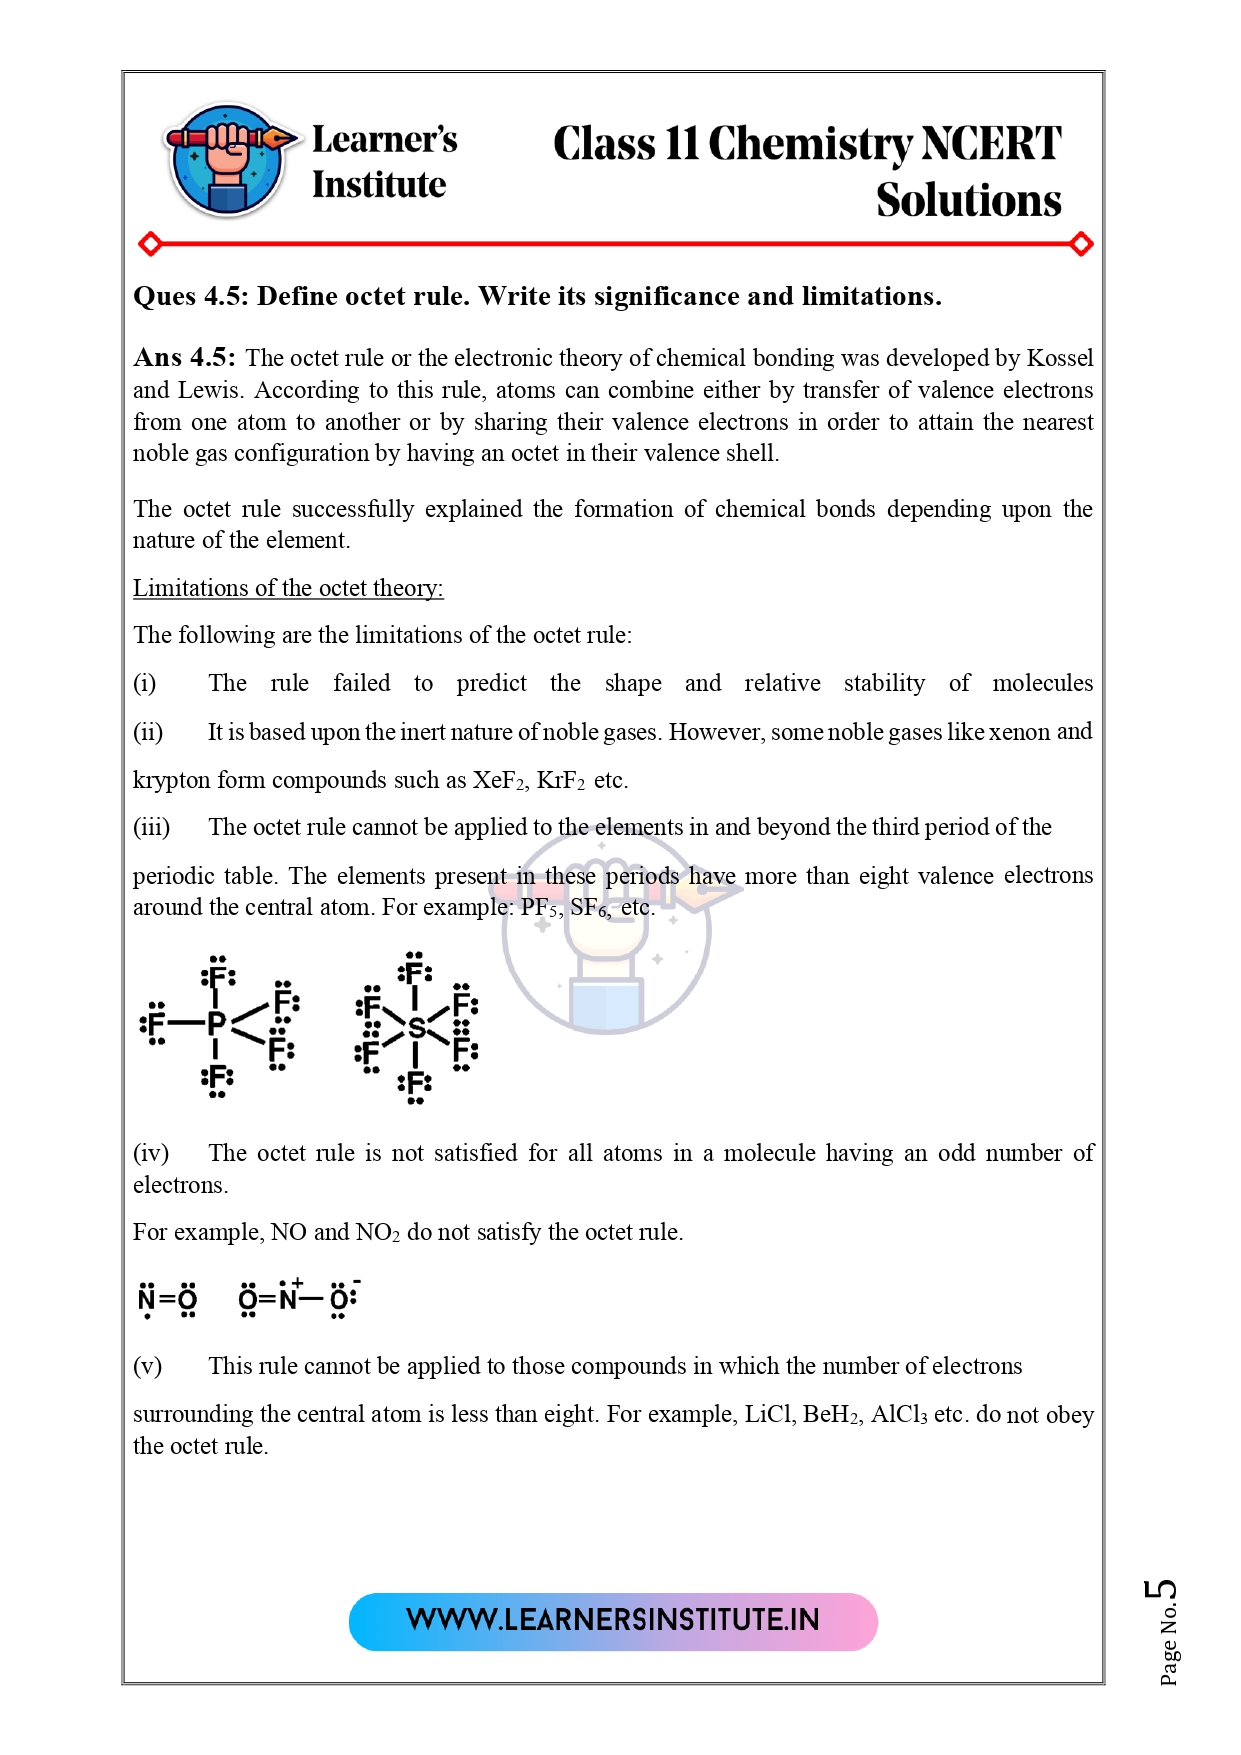 Learner's
Institute
Class 11 Chemistry NCERT
Solutions
Ques 4.5: Define octet rule. Write its significance and limitations.
Ans 4.5: The octet rule or the electronic theory of chemical bonding was developed by Kossel
and Lewis. According to this rule, atoms can combine either by transfer of valence electrons
from one atom to another or by sharing their valence electrons in order to attain the nearest
noble gas configuration by having an octet in their valence shell.
The octet rule successfully explained the formation of chemical bonds depending upon the
nature of the element.
Limitations of the octet theory:
The following are the limitations of the octet rule:
(i) The rule failed to predict the shape and relative stability of molecules
(ii) It is based upon the inert nature of noble gases. However, some noble gases like xenon and
krypton form compounds such as XeF₂, KrF₂ etc.
(iii) The octet rule cannot be applied to the elements in and beyond the third period of the
periodic table. The elements present in these periods have more than eight valence electrons
around the central atom. For example: PF₅, SF₆, etc.
F F
F P F F S F
F F F
F F
(iv) The octet rule is not satisfied for all atoms in a molecule having an odd number of
electrons.
For example, NO and NO₂ do not satisfy the octet rule.
N=O O=N⁺—O⁻
(v) This rule cannot be applied to those compounds in which the number of electrons
surrounding the central atom is less than eight. For example, LiCl, BeH₂, AlCl₃ etc. do not obey
the octet rule.
WWW.LEARNERSINSTITUTE.IN
Page No.5